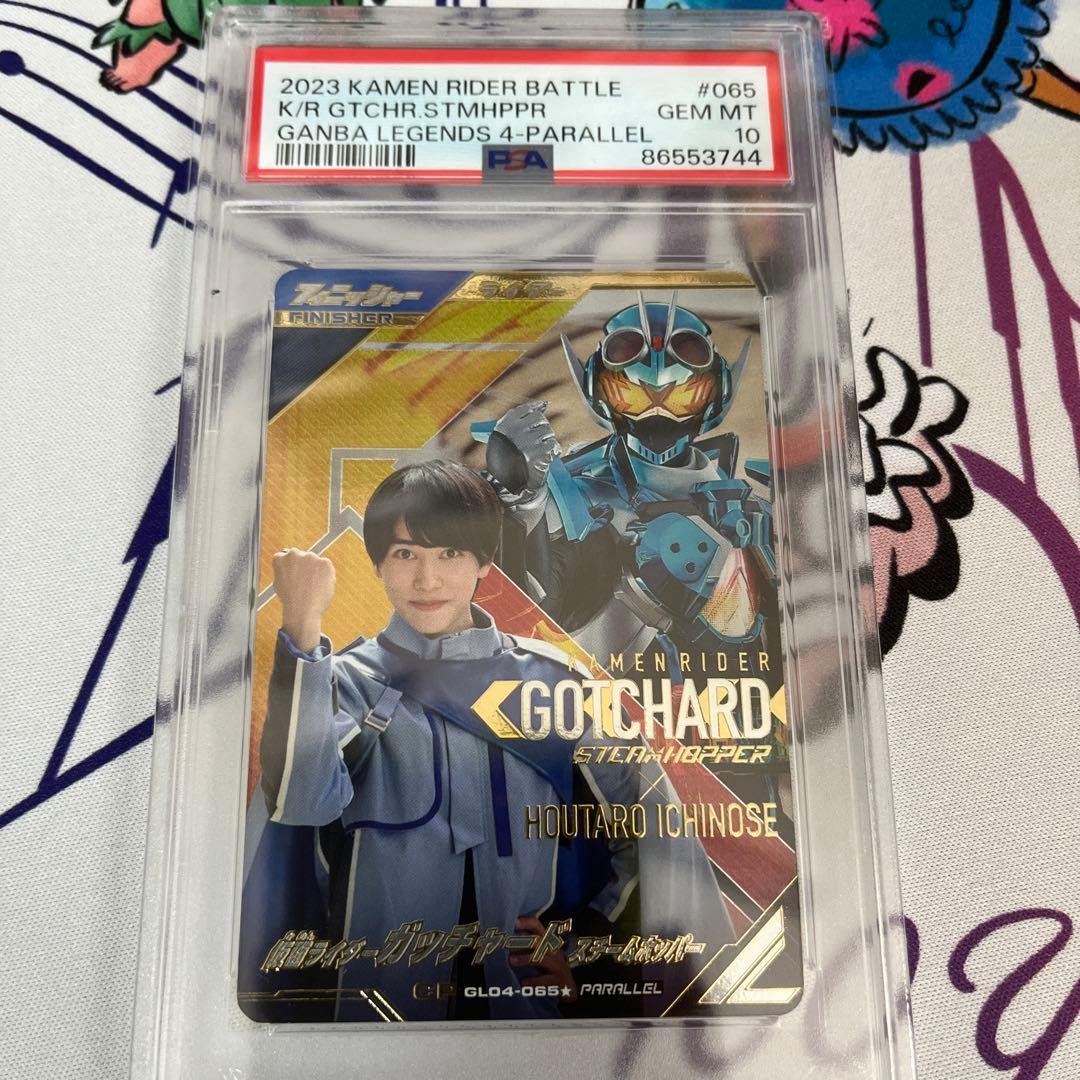 2023 KAMEN RIDER BATTLE #065
K/R GTCHR.STMHPPR GEM MT
GANBA LEGENDS 4-PARALLEL 10
PSA 86553744
フィニッシャー ライダー
FINISHER
KAMEN RIDER
GOTCHARD
STEAMHOPPER
×
HOUTARO ICHINOSE
仮面ライダーガッチャード スチームホッパー
CP GL04-065★ PARALLEL